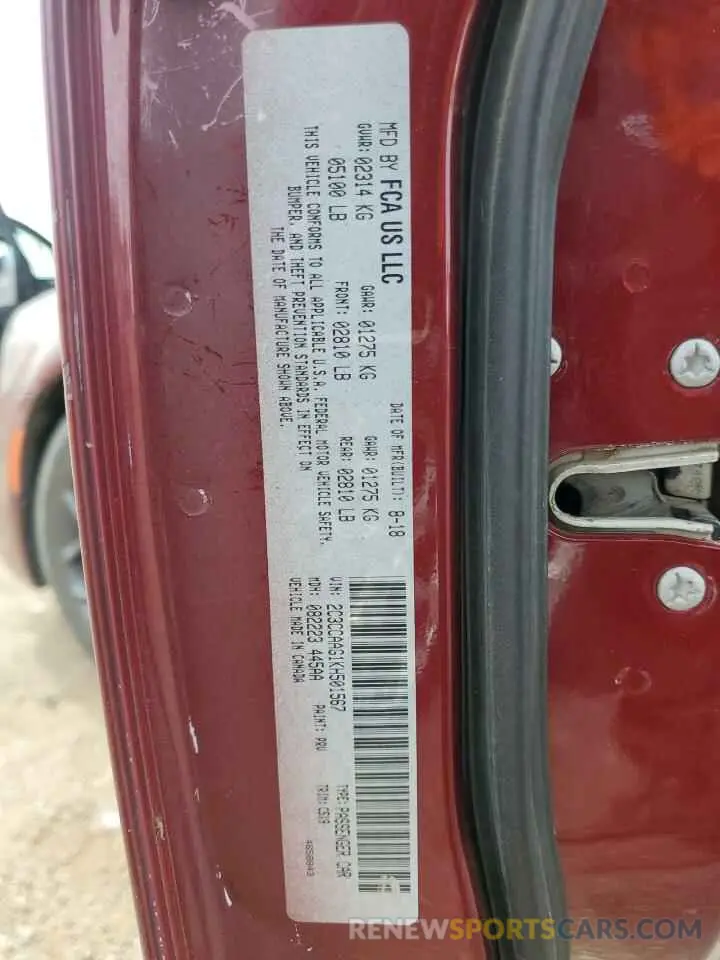 MFD BY FCA US LLC
DATE OF MFR(BUILT): 8-18
GVWR: 02314 KG GAWR: 01275 KG GAWR: 01275 KG
05100 LB FRONT: 02810 LB REAR: 02810 LB
THIS VEHICLE CONFORMS TO ALL APPLICABLE U.S.A. FEDERAL MOTOR VEHICLE SAFETY,
BUMPER, AND THEFT PREVENTION STANDARDS IN EFFECT ON
THE DATE OF MANUFACTURE SHOWN ABOVE.
VIN: 2C3CCAAG1KH501567 TYPE: PASSENGER CAR
MDH: 082223 445AA PAINT: PRV TRIM: C5X9
VEHICLE MADE IN CANADA
RENEWSPORTSCARS.COM